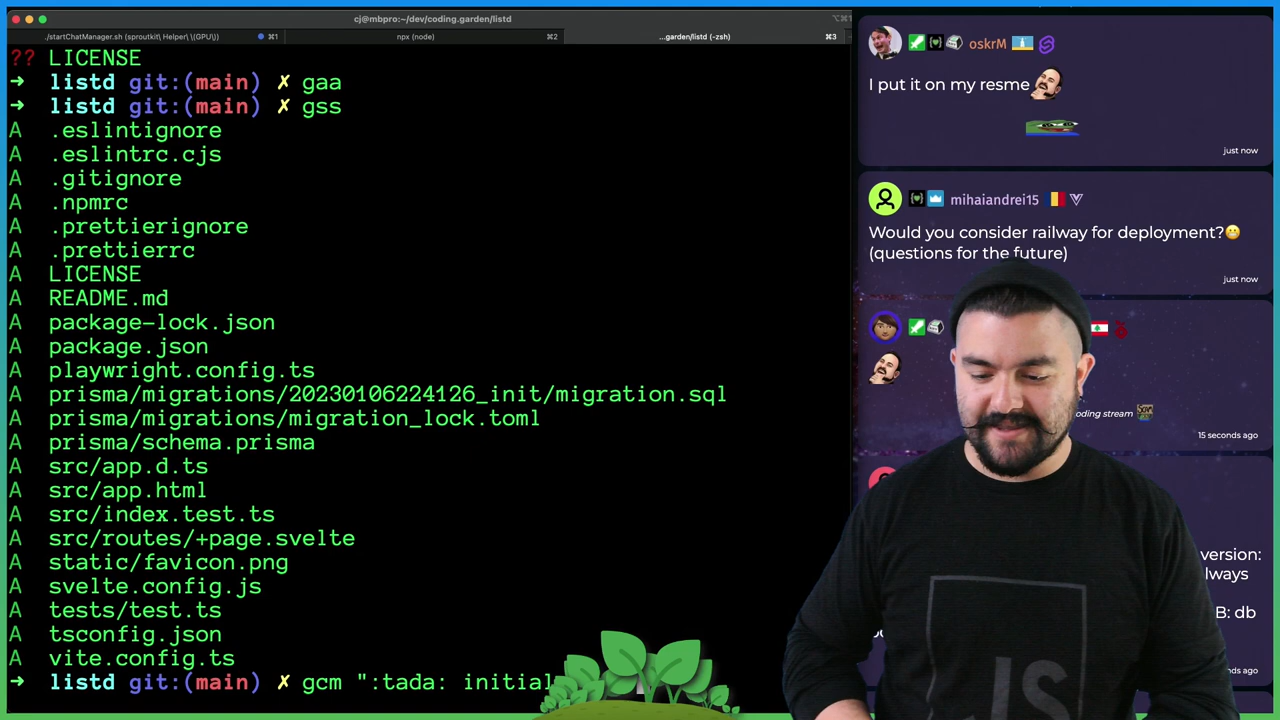 cj@mbpro:~/dev/coding.garden/listd
./startChatManager.sh (sproutkit\ Helper\ \(GPU\))
⌘1
npx (node)
⌘2
...garden/listd (-zsh)
⌘3
?? LICENSE
➜ listd git:(main) ✗ gaa
➜ listd git:(main) ✗ gss
A .eslintignore
A .eslintrc.cjs
A .gitignore
A .npmrc
A .prettierignore
A .prettierrc
A LICENSE
A README.md
A package-lock.json
A package.json
A playwright.config.ts
A prisma/migrations/20230106224126_init/migration.sql
A prisma/migrations/migration_lock.toml
A prisma/schema.prisma
A src/app.d.ts
A src/app.html
A src/index.test.ts
A src/routes/+page.svelte
A static/favicon.png
A svelte.config.js
A tests/test.ts
A tsconfig.json
A vite.config.ts
➜ listd git:(main) ✗ gcm ":tada: initial
oskrM
I put it on my resme
just now
mihaiandrei15
Would you consider railway for deployment?😬
(questions for the future)
just now
coding stream
15 seconds ago
version:
B: db
ago
JS